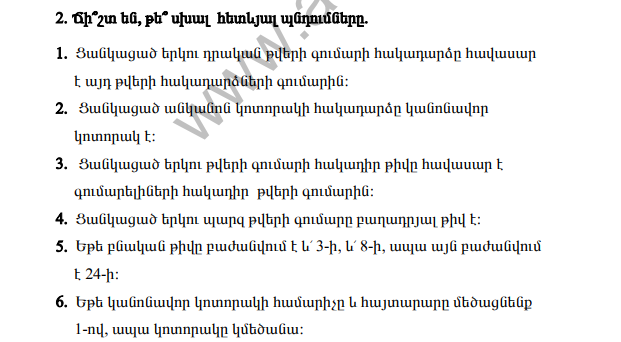 2. Ճի՞շտ են, թե՞ սխալ հետևյալ պնդումները.
1. Ցանկացած երկու դրական թվերի գումարի հակադարձը հավասար
է այդ թվերի հակադարձների գումարին:
2. Ցանկացած անկանոն կոտորակի հակադարձը կանոնավոր
կոտորակ է:
3. Ցանկացած երկու թվերի գումարի հակադիր թիվը հավասար է
գումարելիների հակադիր թվերի գումարին:
4. Ցանկացած երկու պարզ թվերի գումարը բաղադրյալ թիվ է:
5. Եթե բնական թիվը բաժանվում է և՛ 3-ի, և՛ 8-ի, ապա այն բաժանվում
է 24-ի:
6. Եթե կանոնավոր կոտորակի համարիչը և հայտարարը մեծացնենք
1-ով, ապա կոտորակը կմեծանա:
www.a